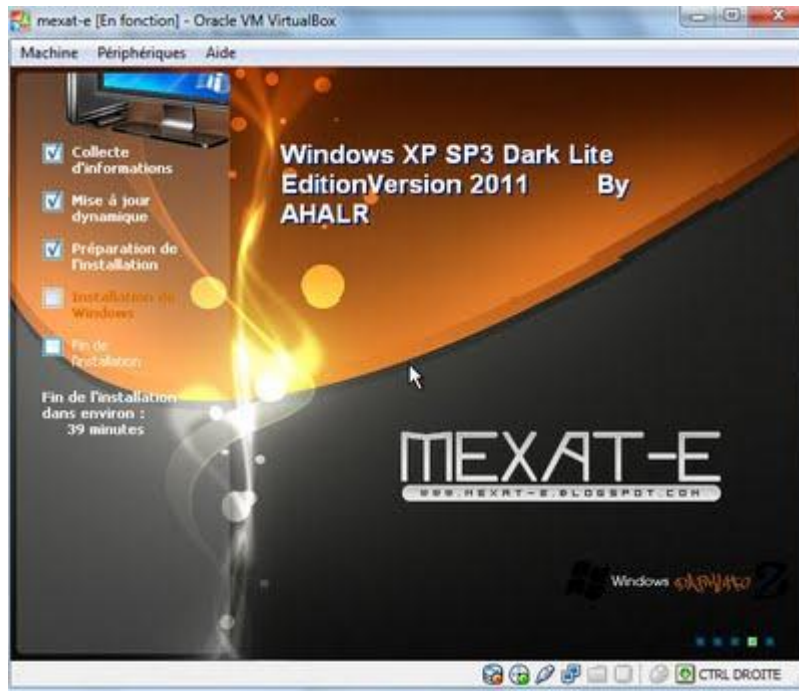 mexat-e [En fonction] - Oracle VM VirtualBox
Machine Périphériques Aide
Collecte
d'informations
Mise à jour
dynamique
Préparation de
l'installation
Installation de
Windows
Fin de
l'installation
Fin de l'installation
dans environ :
39 minutes
Windows XP SP3 Dark Lite
EditionVersion 2011 By
AHALR
MEXAT-E
WWW.MEXAT-E.BLOGSPOT.COM
Windows
CTRL DROITE